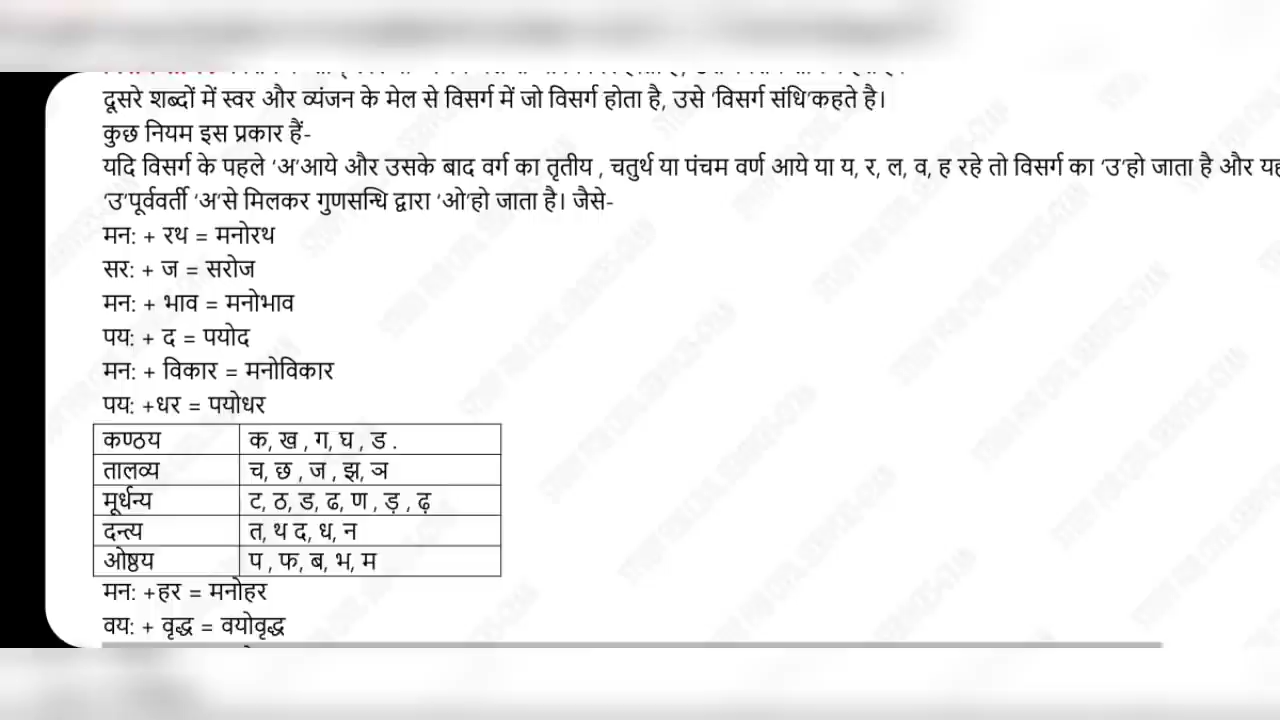 दूसरे शब्दों में स्वर और व्यंजन के मेल से विसर्ग में जो विसर्ग होता है, उसे ‘विसर्ग संधि’कहते है।
कुछ नियम इस प्रकार हैं-
यदि विसर्ग के पहले ‘अ’आये और उसके बाद वर्ग का तृतीय , चतुर्थ या पंचम वर्ण आये या य, र, ल, व, ह रहे तो विसर्ग का ‘उ’हो जाता है और यह
‘उ’पूर्ववर्ती ‘अ’से मिलकर गुणसन्धि द्वारा ‘ओ’हो जाता है। जैसे-
मन: + रथ = मनोरथ
सर: + ज = सरोज
मन: + भाव = मनोभाव
पय: + द = पयोद
मन: + विकार = मनोविकार
पय: +धर = पयोधर
कण्ठय क, ख , ग, घ , ड .
तालव्य च, छ , ज , झ, ञ
मूर्धन्य ट, ठ, ड, ढ, ण , ड़ , ढ़
दन्त्य त, थ द, ध, न
ओष्ठय प , फ, ब, भ, म
मन: +हर = मनोहर
वय: + वृद्ध = वयोवृद्ध